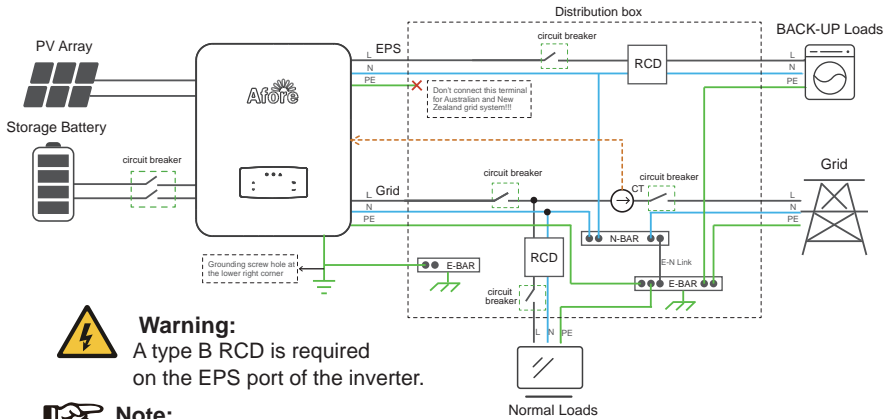 Distribution box
PV Array
Storage Battery
circuit breaker
Afore
L
EPS
N
PE
Don't connect this terminal
for Australian and New
Zealand grid system!!!
circuit breaker
RCD
BACK-UP Loads
L
N
PE
L
Grid
N
PE
circuit breaker
CT
circuit breaker
Grid
L
N
PE
N-BAR
E-N Link
E-BAR
Grounding screw hole at
the lower right corner
E-BAR
RCD
circuit
breaker
L N PE
Normal Loads
Warning:
A type B RCD is required
on the EPS port of the inverter.
Note: